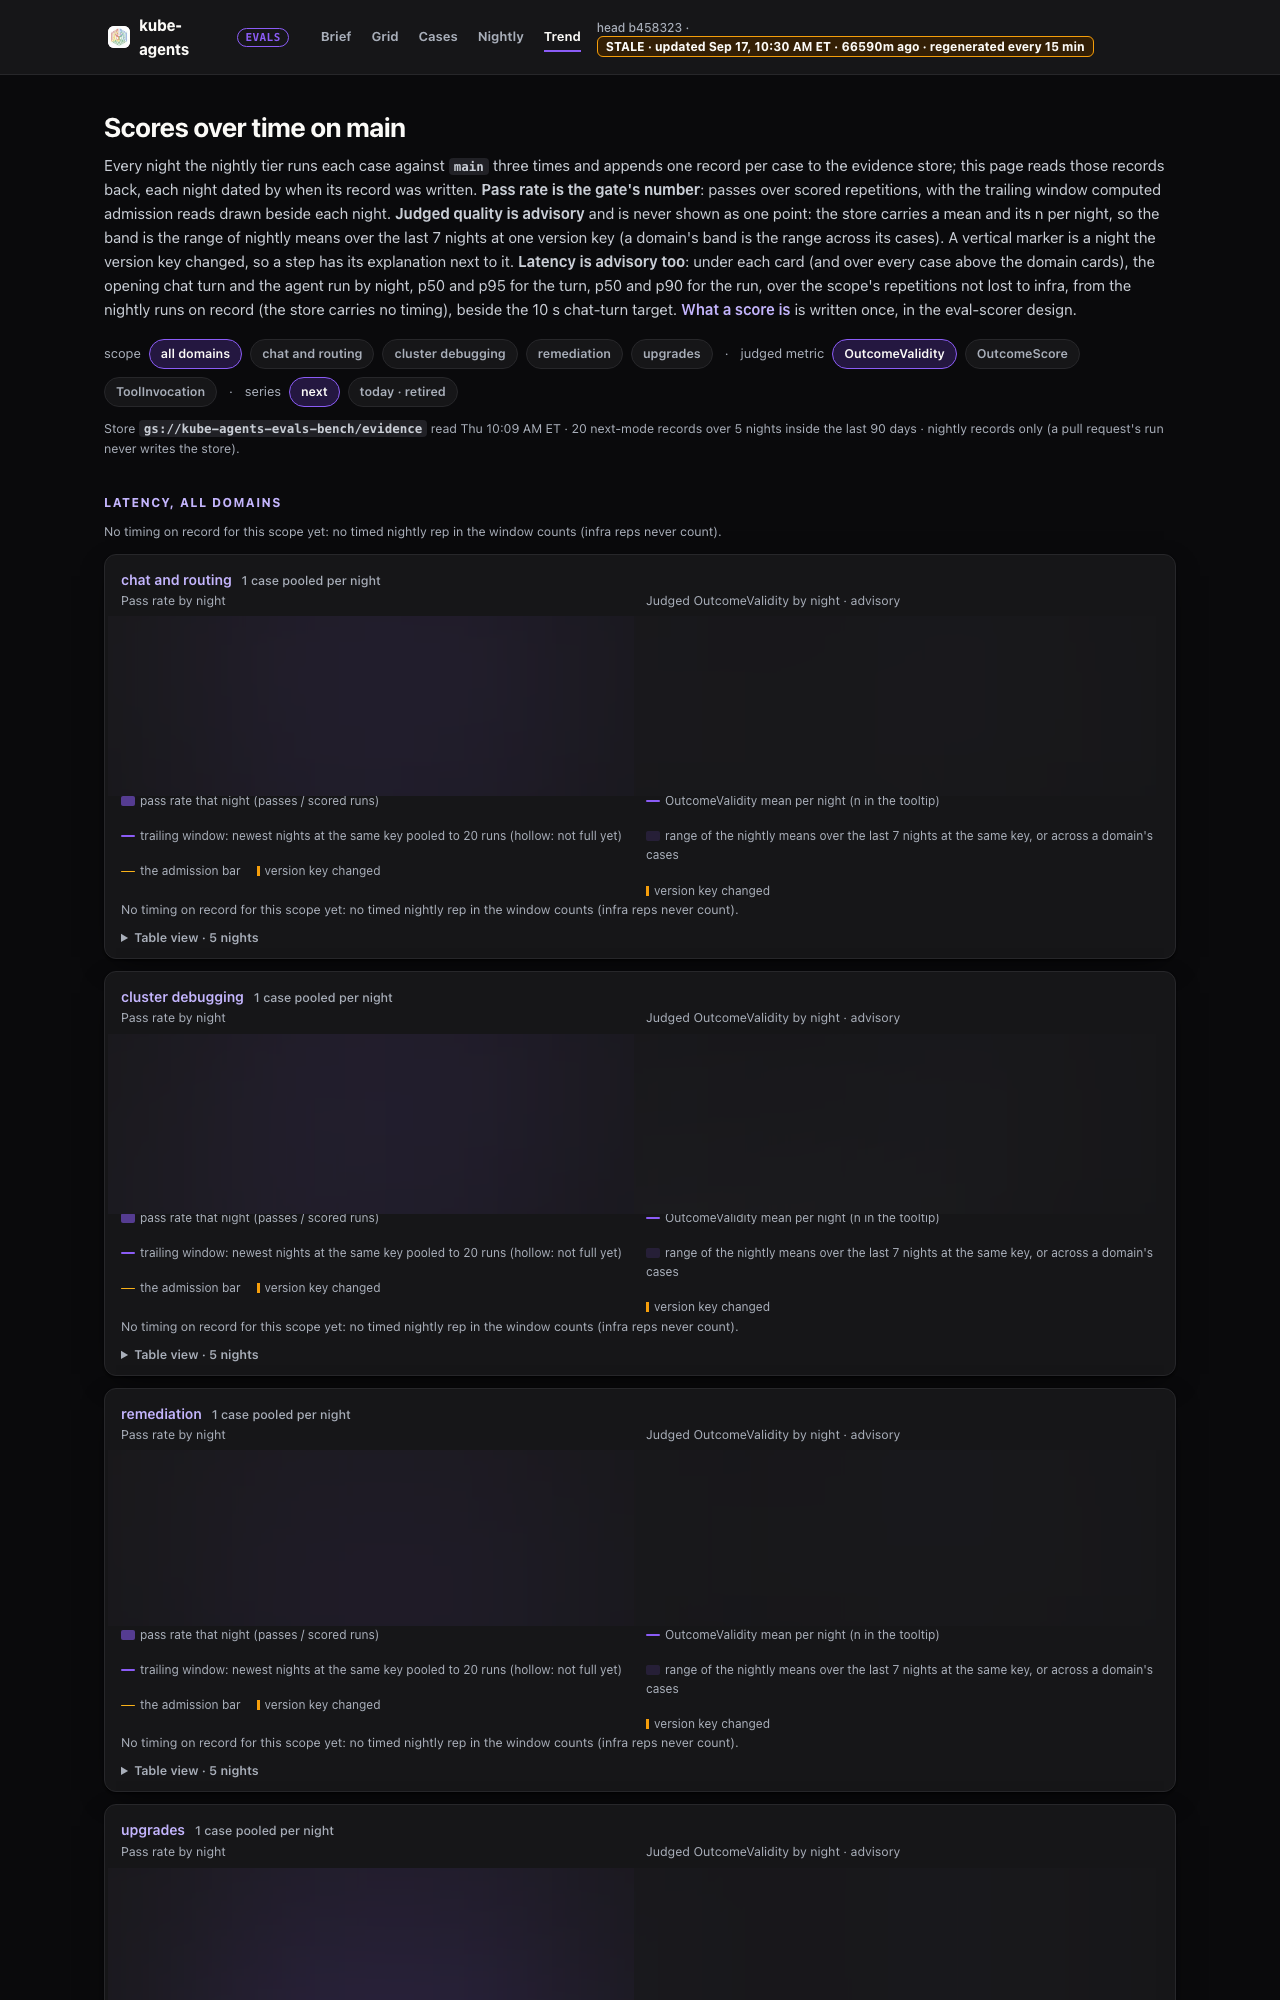 kube-
agents
EVALS
Brief Grid Cases Nightly Trend
head b458323 ·
STALE · updated Sep 17, 10:30 AM ET · 66590m ago · regenerated every 15 min
Scores over time on main
Every night the nightly tier runs each case against main three times and appends one record per case to the evidence store; this page reads those records
back, each night dated by when its record was written. Pass rate is the gate's number: passes over scored repetitions, with the trailing window computed
admission reads drawn beside each night. Judged quality is advisory and is never shown as one point: the store carries a mean and its n per night, so the
band is the range of nightly means over the last 7 nights at one version key (a domain's band is the range across its cases). A vertical marker is a night the
version key changed, so a step has its explanation next to it. Latency is advisory too: under each card (and over every case above the domain cards), the
opening chat turn and the agent run by night, p50 and p95 for the turn, p50 and p90 for the run, over the scope's repetitions not lost to infra, from the
nightly runs on record (the store carries no timing), beside the 10 s chat-turn target. What a score is is written once, in the eval-scorer design.
scope all domains chat and routing cluster debugging remediation upgrades · judged metric OutcomeValidity OutcomeScore
ToolInvocation · series next today · retired
Store gs://kube-agents-evals-bench/evidence read Thu 10:09 AM ET · 20 next-mode records over 5 nights inside the last 90 days · nightly records only (a pull request's run
never writes the store).
LATENCY, ALL DOMAINS
No timing on record for this scope yet: no timed nightly rep in the window counts (infra reps never count).
chat and routing 1 case pooled per night
Pass rate by night
Judged OutcomeValidity by night · advisory
pass rate that night (passes / scored runs)
trailing window: newest nights at the same key pooled to 20 runs (hollow: not full yet)
the admission bar version key changed
OutcomeValidity mean per night (n in the tooltip)
range of the nightly means over the last 7 nights at the same key, or across a domain's
cases
version key changed
No timing on record for this scope yet: no timed nightly rep in the window counts (infra reps never count).
Table view · 5 nights
cluster debugging 1 case pooled per night
Pass rate by night
Judged OutcomeValidity by night · advisory
pass rate that night (passes / scored runs)
trailing window: newest nights at the same key pooled to 20 runs (hollow: not full yet)
the admission bar version key changed
OutcomeValidity mean per night (n in the tooltip)
range of the nightly means over the last 7 nights at the same key, or across a domain's
cases
version key changed
No timing on record for this scope yet: no timed nightly rep in the window counts (infra reps never count).
Table view · 5 nights
remediation 1 case pooled per night
Pass rate by night
Judged OutcomeValidity by night · advisory
pass rate that night (passes / scored runs)
trailing window: newest nights at the same key pooled to 20 runs (hollow: not full yet)
the admission bar version key changed
OutcomeValidity mean per night (n in the tooltip)
range of the nightly means over the last 7 nights at the same key, or across a domain's
cases
version key changed
No timing on record for this scope yet: no timed nightly rep in the window counts (infra reps never count).
Table view · 5 nights
upgrades 1 case pooled per night
Pass rate by night
Judged OutcomeValidity by night · advisory